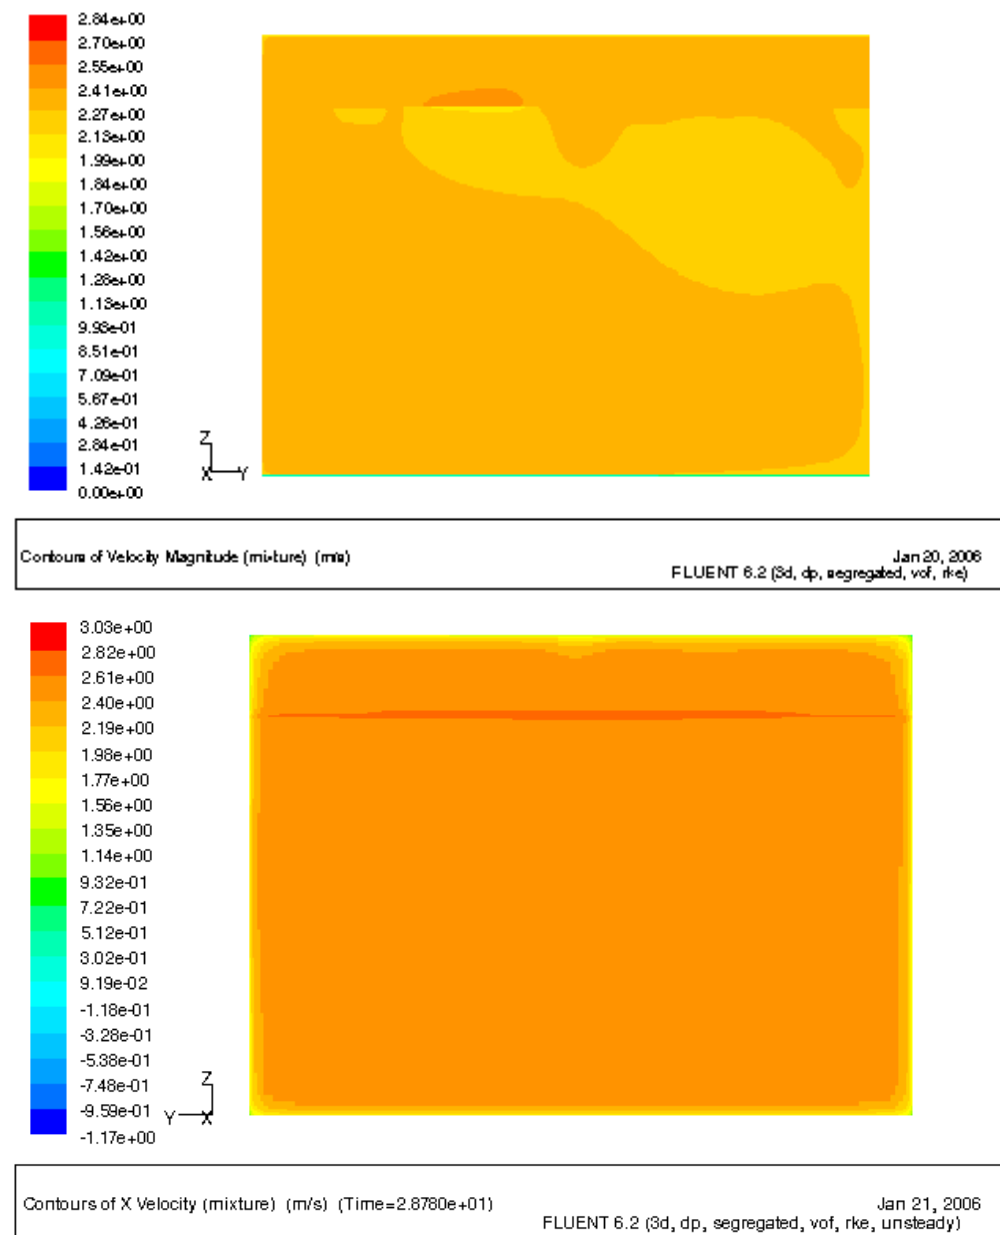 2.84e+00
2.70e+00
2.55e+00
2.41e+00
2.27e+00
2.13e+00
1.99e+00
1.84e+00
1.70e+00
1.56e+00
1.42e+00
1.28e+00
1.13e+00
9.93e-01
8.51e-01
7.09e-01
5.67e-01
4.26e-01
2.84e-01
1.42e-01
0.00e+00
Z
X Y
Contours of Velocity Magnitude (mixture) (m/s)
Jan 20, 2006
FLUENT 6.2 (3d, dp, segregated, vof, rke)
3.03e+00
2.82e+00
2.61e+00
2.40e+00
2.19e+00
1.98e+00
1.77e+00
1.56e+00
1.35e+00
1.14e+00
9.32e-01
7.22e-01
5.12e-01
3.02e-01
9.19e-02
-1.18e-01
-3.28e-01
-5.38e-01
-7.48e-01
-9.59e-01
-1.17e+00
Z
Y X
Contours of X Velocity (mixture) (m/s) (Time=2.8780e+01)
Jan 21, 2006
FLUENT 6.2 (3d, dp, segregated, vof, rke, unsteady)